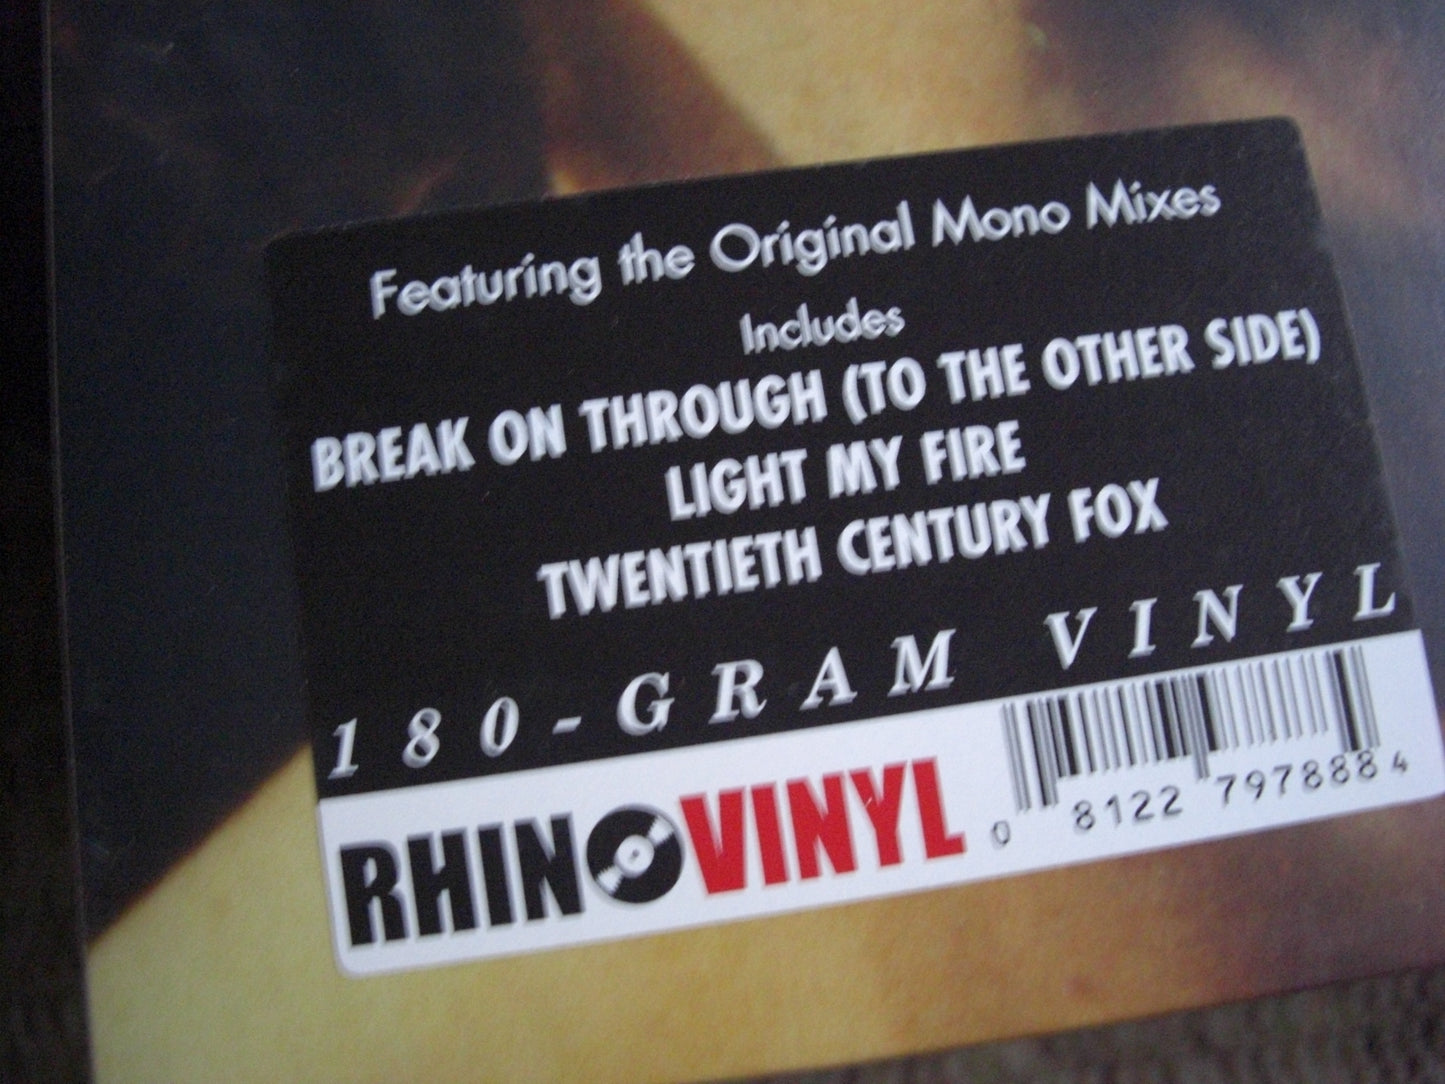 Featuring the Original Mono Mixes
Includes
BREAK ON THROUGH (TO THE OTHER SIDE)
LIGHT MY FIRE
TWENTIETH CENTURY FOX
180-GRAM VINYL
RHINO VINYL
0 8122 797888 4